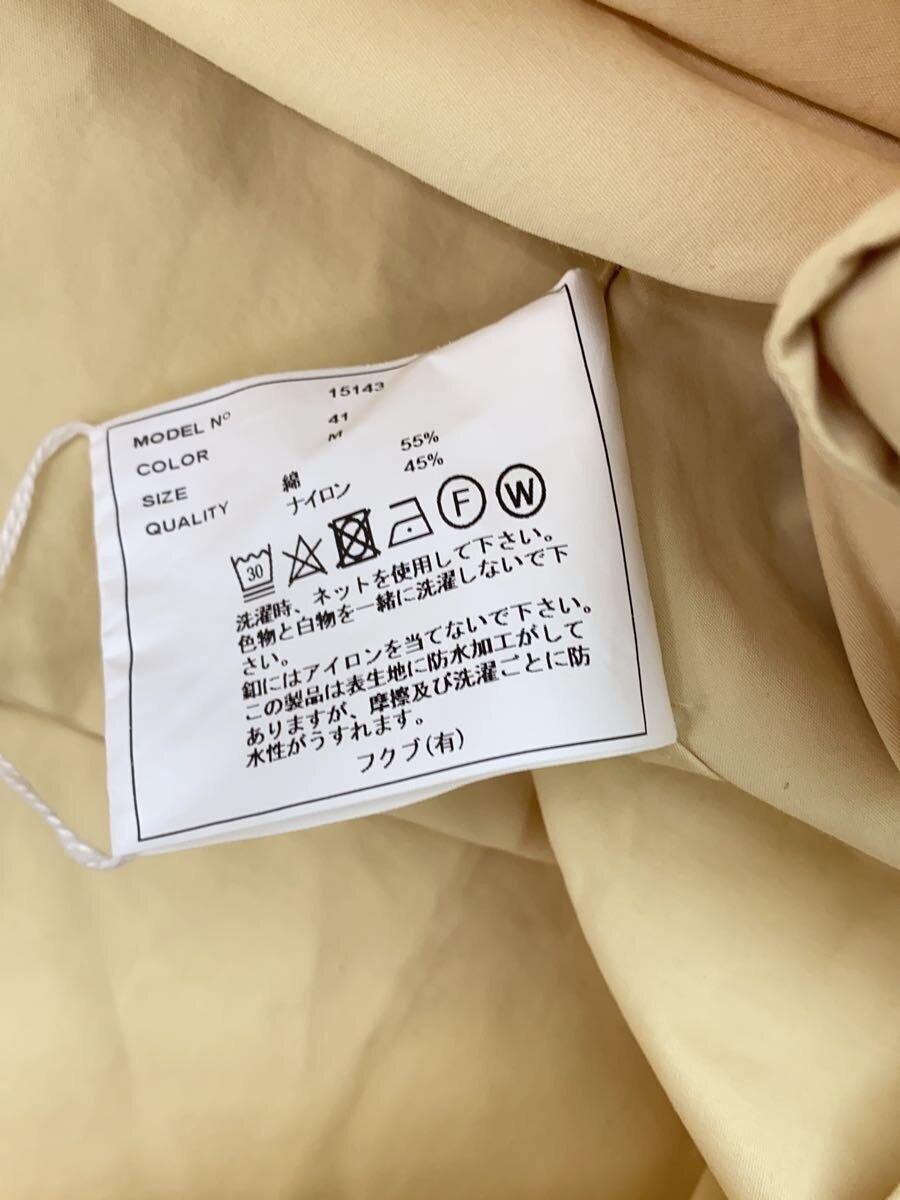 MODEL Nº 15143
COLOR 41
SIZE M
QUALITY 綿 55%
ナイロン 45%
30 F W
洗濯時、ネットを使用して下さい。
色物と白物を一緒に洗濯しないで下
さい。
釦にはアイロンを当てないで下さい。
この製品は表生地に防水加工がして
ありますが、摩擦及び洗濯ごとに防
水性がうすれます。
フクブ(有)